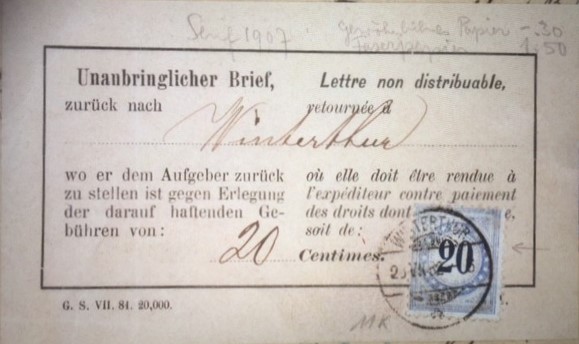 1907
gewöhnliches Papier -.30
Faserpapier 1.50
Unanbringlicher Brief,
zurück nach
Lettre non distribuable,
retournée à
Winterthur
wo er dem Aufgeber zurück
zu stellen ist gegen Erlegung
der darauf haftenden Ge-
bühren von:
où elle doit être rendue à
l'expéditeur contre paiement
des droits dont
soit de:
20 Centimes.
WINTERTHUR
20
G. S. VII. 81. 20,000.